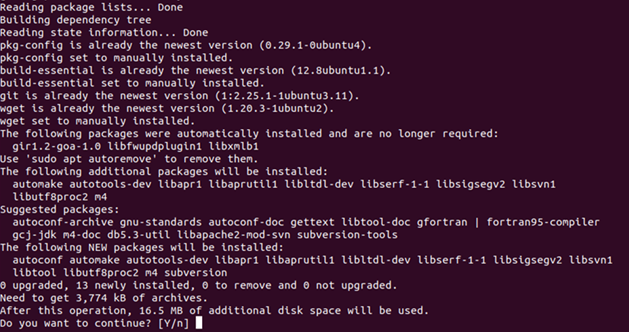 Reading package lists... Done
Building dependency tree
Reading state information... Done
pkg-config is already the newest version (0.29.1-0ubuntu4).
pkg-config set to manually installed.
build-essential is already the newest version (12.8ubuntu1.1).
build-essential set to manually installed.
git is already the newest version (1:2.25.1-1ubuntu3.11).
wget is already the newest version (1.20.3-1ubuntu2).
wget set to manually installed.
The following packages were automatically installed and are no longer required:
gir1.2-goa-1.0 libfwupdplugin1 libxmlb1
Use 'sudo apt autoremove' to remove them.
The following additional packages will be installed:
automake autotools-dev libapr1 libaprutil1 libltdl-dev libserf-1-1 libsigsegv2 libsvn1
libutf8proc2 m4
Suggested packages:
autoconf-archive gnu-standards autoconf-doc gettext libtool-doc gfortran | fortran95-compiler
gcj-jdk m4-doc db5.3-util libapache2-mod-svn subversion-tools
The following NEW packages will be installed:
autoconf automake autotools-dev libapr1 libaprutil1 libltdl-dev libserf-1-1 libsigsegv2 libsvn1
libtool libutf8proc2 m4 subversion
0 upgraded, 13 newly installed, 0 to remove and 0 not upgraded.
Need to get 3,774 kB of archives.
After this operation, 16.5 MB of additional disk space will be used.
Do you want to continue? [Y/n]